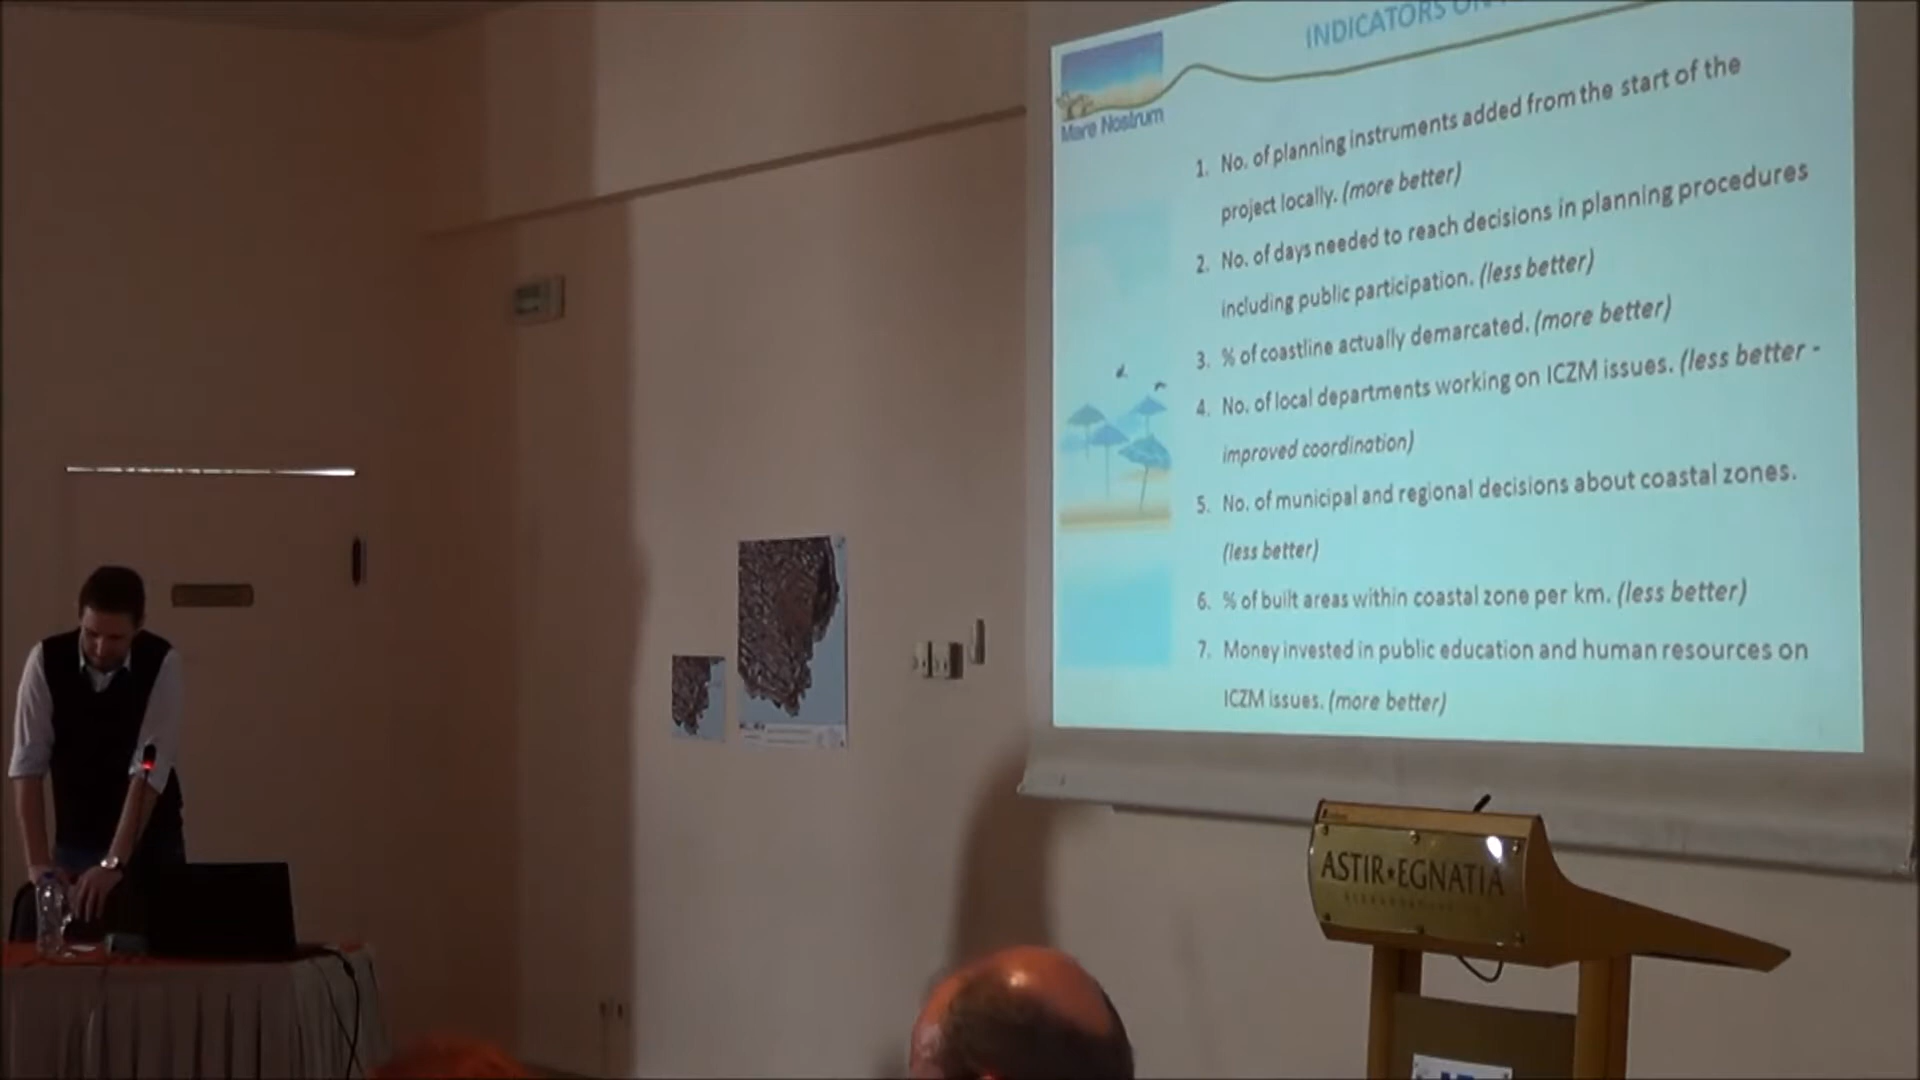 INDICATORS
Mare Nostrum
1. No. of planning instruments added from the start of the
project locally. (more better)
2. No. of days needed to reach decisions in planning procedures
including public participation. (less better)
3. % of coastline actually demarcated. (more better)
4. No. of local departments working on ICZM issues. (less better -
improved coordination)
5. No. of municipal and regional decisions about coastal zones.
(less better)
6. % of built areas within coastal zone per km. (less better)
7. Money invested in public education and human resources on
ICZM issues. (more better)
ASTIR★EGNATIA